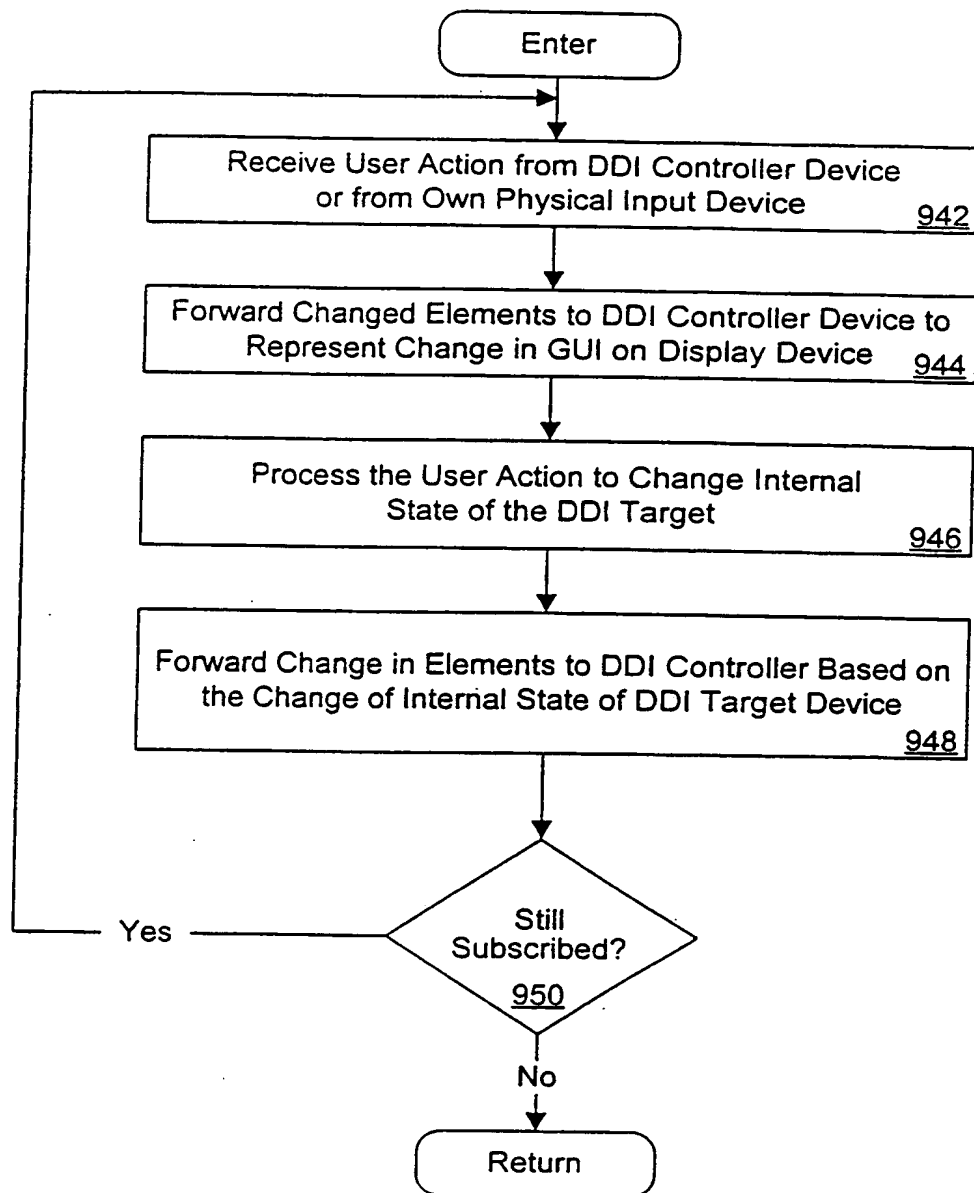 Enter
Receive User Action from DDI Controller Device
or from Own Physical Input Device
942
Forward Changed Elements to DDI Controller Device to
Represent Change in GUI on Display Device
944
Process the User Action to Change Internal
State of the DDI Target
946
Forward Change in Elements to DDI Controller Based on
the Change of Internal State of DDI Target Device
948
Still
Subscribed?
950
Yes
No
Return